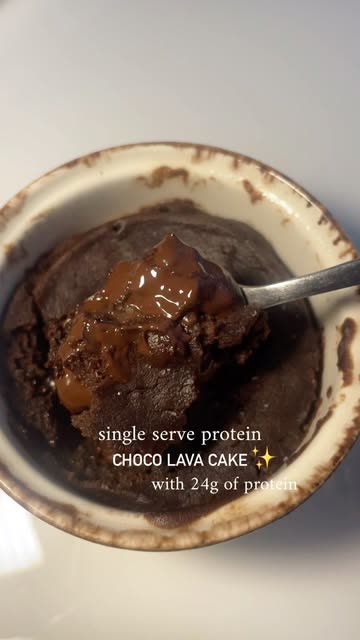 single serve protein
CHOCO LAVA CAKE ✨
with 24g of protein